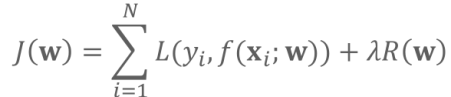 J(𝐰) = ∑_{i=1}^{N} L(y_i, f(𝐱_i; 𝐰)) + λR(𝐰)